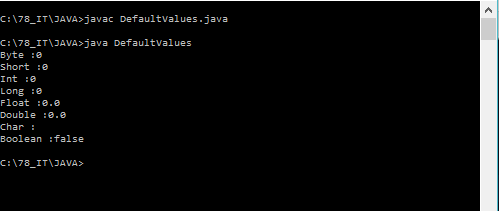 C:\78_IT\JAVA>javac DefaultValues.java
C:\78_IT\JAVA>java DefaultValues
Byte :0
Short :0
Int :0
Long :0
Float :0.0
Double :0.0
Char :
Boolean :false
C:\78_IT\JAVA>